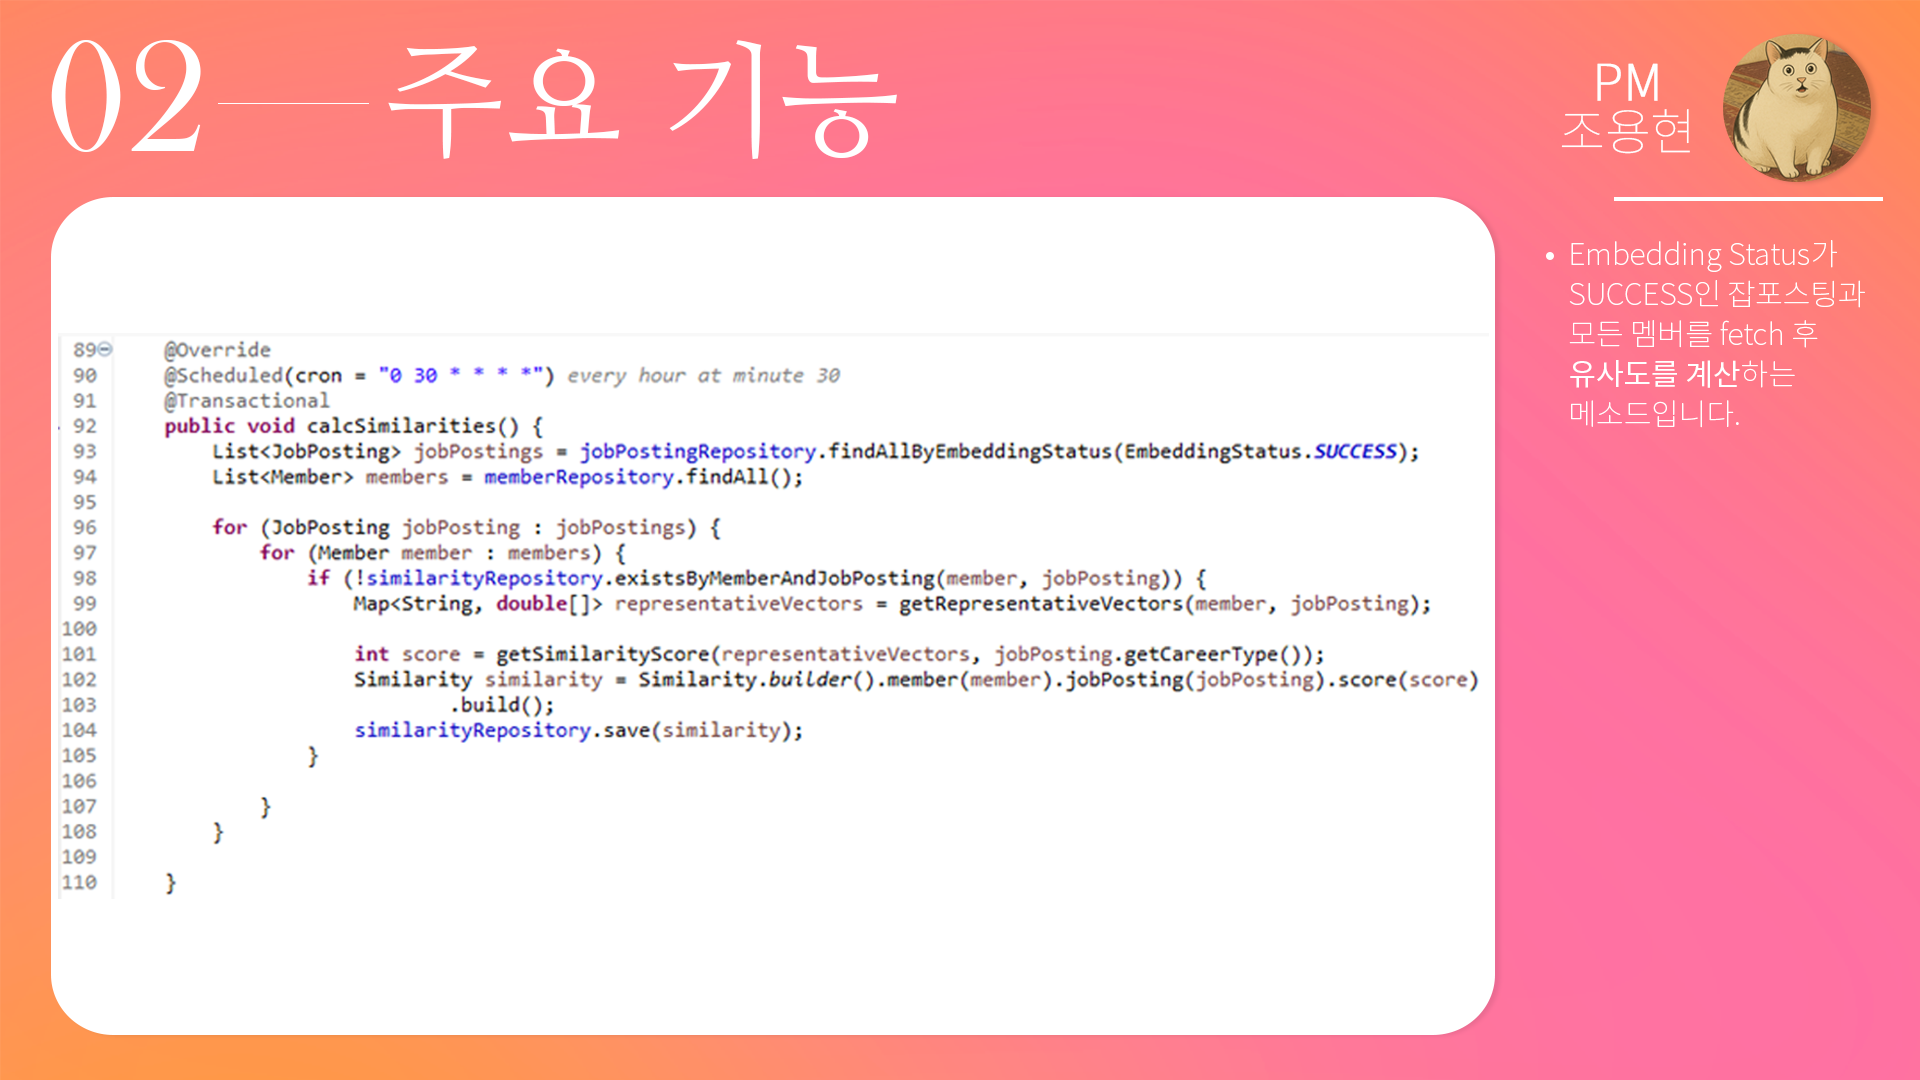 02 주요 기능
PM
조용현
• Embedding Status가
SUCCESS인 잡포스팅과
모든 멤버를 fetch 후
유사도를 계산하는
메소드입니다.
89 @Override
90 @Scheduled(cron = "0 30 * * * *") every hour at minute 30
91 @Transactional
92 public void calcSimilarities() {
93 List<JobPosting> jobPostings = jobPostingRepository.findAllByEmbeddingStatus(EmbeddingStatus.SUCCESS);
94 List<Member> members = memberRepository.findAll();
95
96 for (JobPosting jobPosting : jobPostings) {
97 for (Member member : members) {
98 if (!similarityRepository.existsByMemberAndJobPosting(member, jobPosting)) {
99 Map<String, double[]> representativeVectors = getRepresentativeVectors(member, jobPosting);
100
101 int score = getSimilarityScore(representativeVectors, jobPosting.getCareerType());
102 Similarity similarity = Similarity.builder().member(member).jobPosting(jobPosting).score(score)
103 .build();
104 similarityRepository.save(similarity);
105 }
106
107 }
108 }
109
110 }